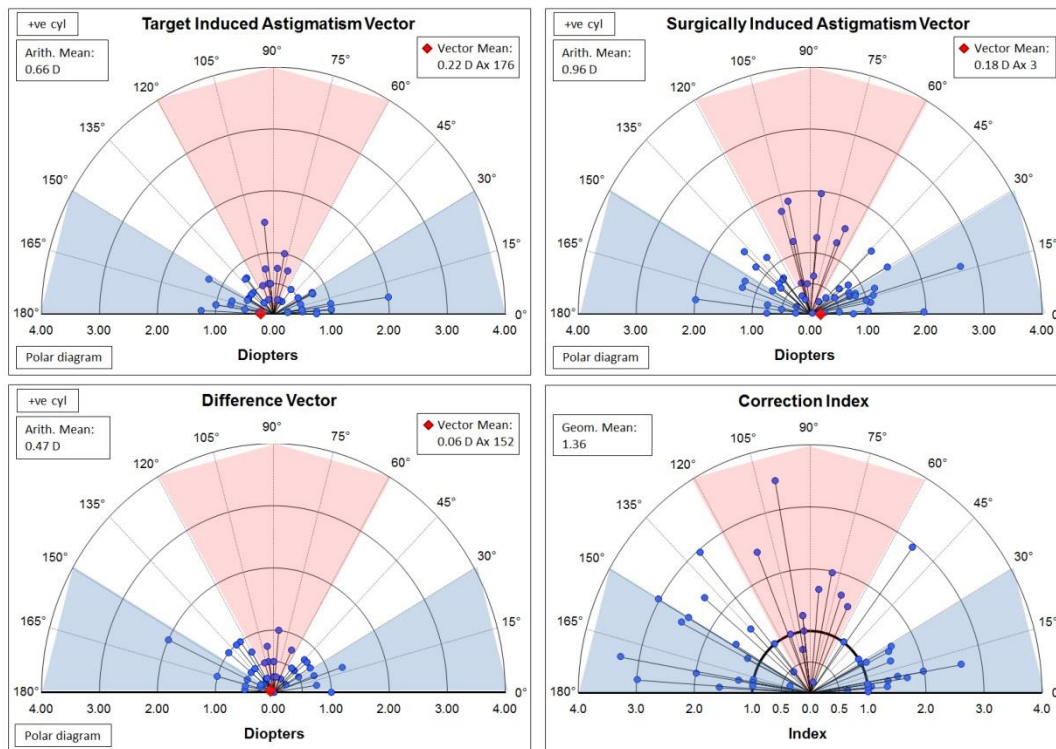 +ve cyl
Target Induced Astigmatism Vector
Arith. Mean:
0.66 D
Vector Mean:
0.22 D Ax 176
90°
105° 75°
120° 60°
135° 45°
150° 30°
165° 15°
180° 0°
4.00 3.00 2.00 1.00 0.00 1.00 2.00 3.00 4.00
Diopters
Polar diagram
+ve cyl
Surgically Induced Astigmatism Vector
Arith. Mean:
0.96 D
Vector Mean:
0.18 D Ax 3
90°
105° 75°
120° 60°
135° 45°
150° 30°
165° 15°
180° 0°
4.00 3.00 2.00 1.00 0.00 1.00 2.00 3.00 4.00
Diopters
Polar diagram
+ve cyl
Difference Vector
Arith. Mean:
0.47 D
Vector Mean:
0.06 D Ax 152
90°
105° 75°
120° 60°
135° 45°
150° 30°
165° 15°
180° 0°
4.00 3.00 2.00 1.00 0.00 1.00 2.00 3.00 4.00
Diopters
Polar diagram
Correction Index
Geom. Mean:
1.36
90°
105° 75°
120° 60°
135° 45°
150° 30°
165° 15°
180° 0°
4.0 3.0 2.0 1.0 0.5 0.0 0.5 1.0 2.0 3.0 4.0
Index